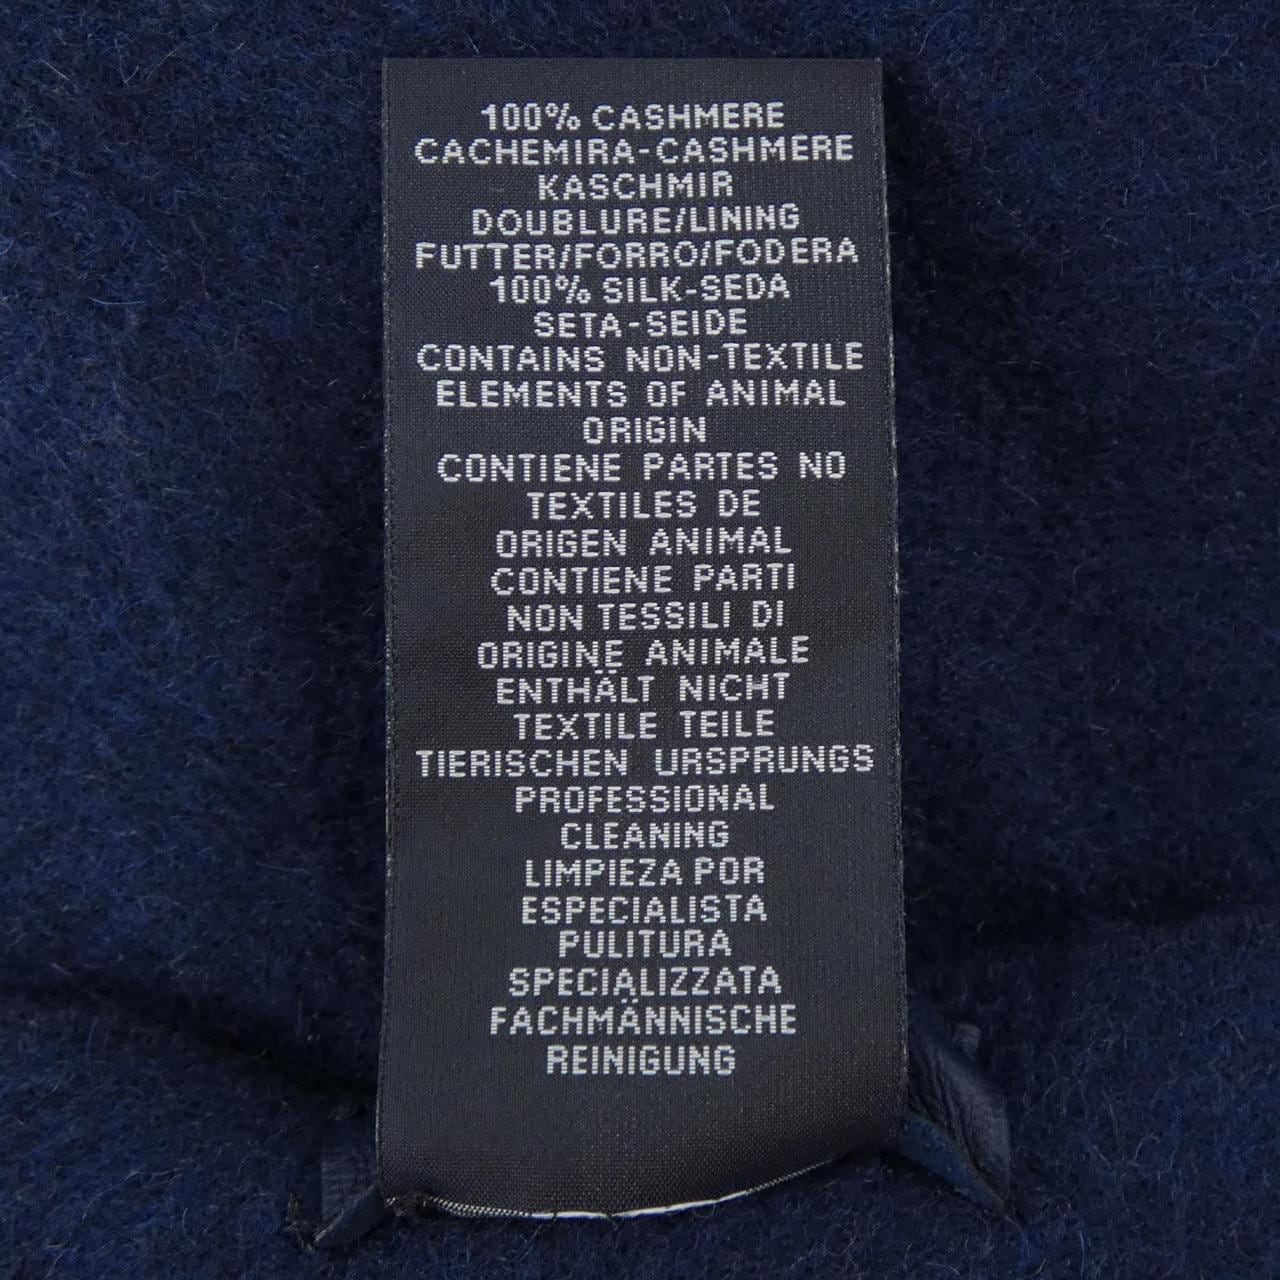 100% CASHMERE
CACHEMIRA-CASHMERE
KASCHMIR
DOUBLURE/LINING
FUTTER/FORRO/FODERA
100% SILK-SEDA
SETA-SEIDE
CONTAINS NON-TEXTILE
ELEMENTS OF ANIMAL
ORIGIN
CONTIENE PARTES NO
TEXTILES DE
ORIGEN ANIMAL
CONTIENE PARTI
NON TESSILI DI
ORIGINE ANIMALE
ENTHÄLT NICHT
TEXTILE TEILE
TIERISCHEN URSPRUNGS
PROFESSIONAL
CLEANING
LIMPIEZA POR
ESPECIALISTA
PULITURA
SPECIALIZZATA
FACHMÄNNISCHE
REINIGUNG